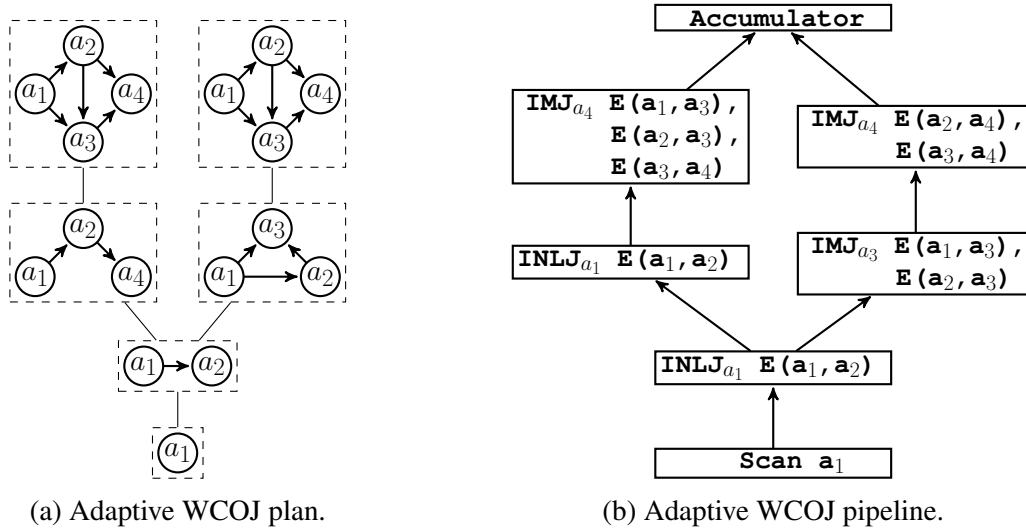 a₂
a₁ a₄
a₃
a₂
a₁ a₄
a₃
a₂
a₁ a₄
a₃
a₁ a₂
a₁ a₂
a₁
(a) Adaptive WCOJ plan.
Accumulator
IMJa₄ E(a₁,a₃),
E(a₂,a₃),
E(a₃,a₄)
IMJa₄ E(a₂,a₄),
E(a₃,a₄)
INLJa₁ E(a₁,a₂)
IMJa₃ E(a₁,a₃),
E(a₂,a₃)
INLJa₁ E(a₁,a₂)
Scan a₁
(b) Adaptive WCOJ pipeline.